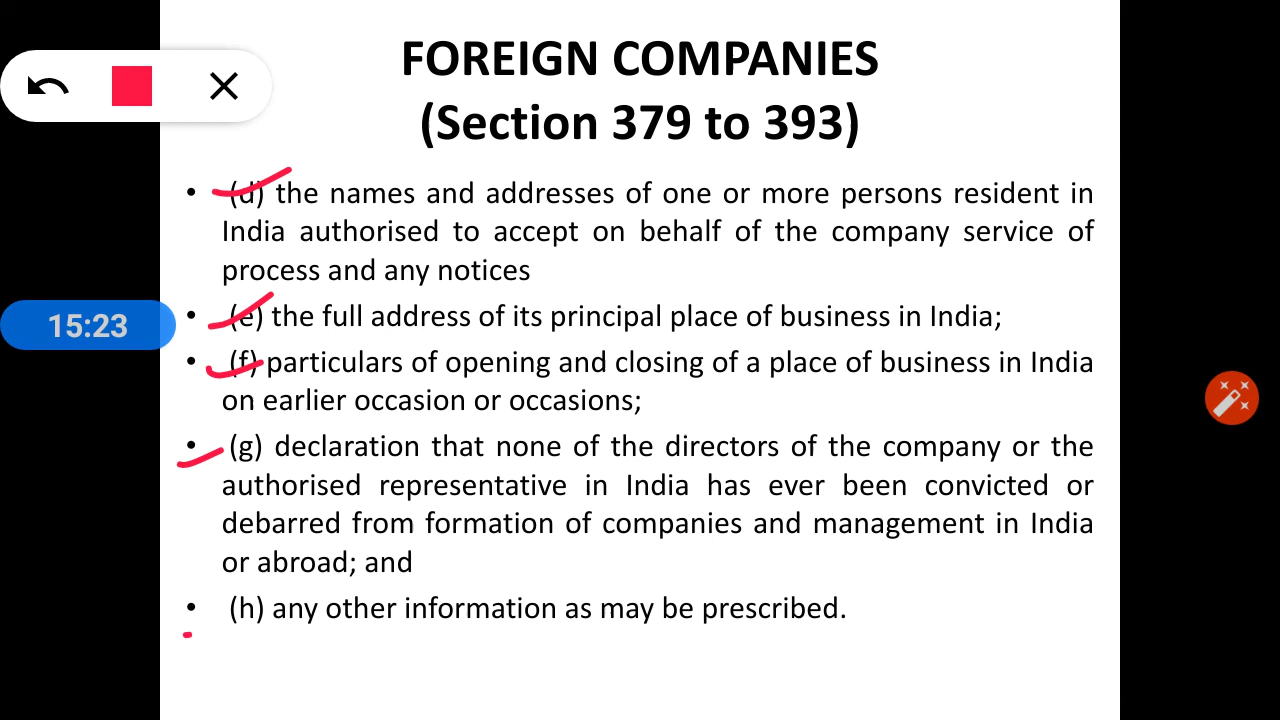 FOREIGN COMPANIES
(Section 379 to 393)
• (d) the names and addresses of one or more persons resident in
India authorised to accept on behalf of the company service of
process and any notices
15:23
• (e) the full address of its principal place of business in India;
• (f) particulars of opening and closing of a place of business in India
on earlier occasion or occasions;
• (g) declaration that none of the directors of the company or the
authorised representative in India has ever been convicted or
debarred from formation of companies and management in India
or abroad; and
• (h) any other information as may be prescribed.